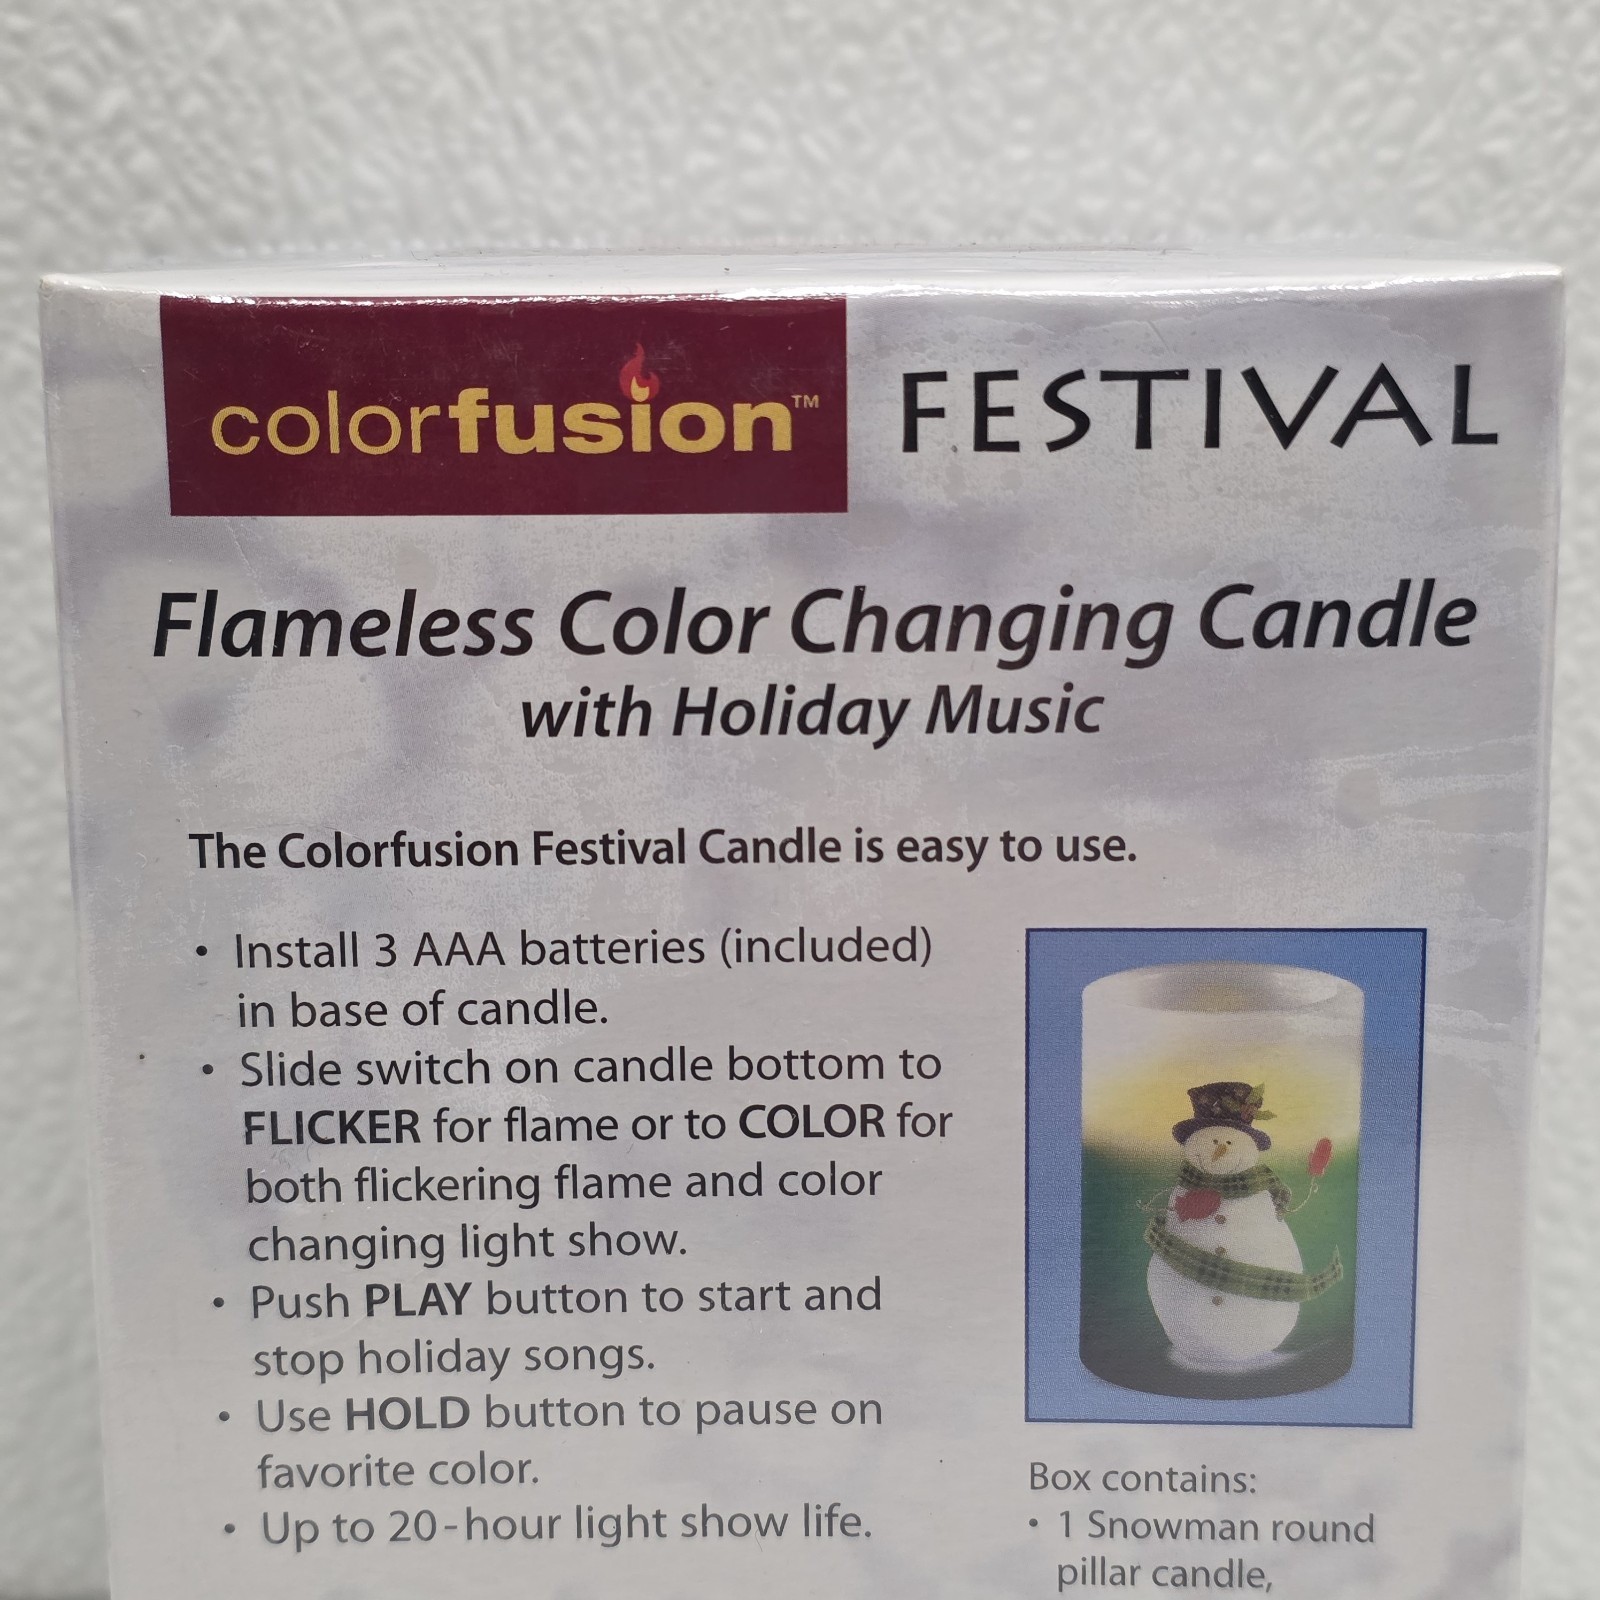 colorfusion™ FESTIVAL
Flameless Color Changing Candle
with Holiday Music
The Colorfusion Festival Candle is easy to use.
• Install 3 AAA batteries (included)
in base of candle.
• Slide switch on candle bottom to
FLICKER for flame or to COLOR for
both flickering flame and color
changing light show.
• Push PLAY button to start and
stop holiday songs.
• Use HOLD button to pause on
favorite color.
• Up to 20-hour light show life.
Box contains:
• 1 Snowman round
pillar candle,